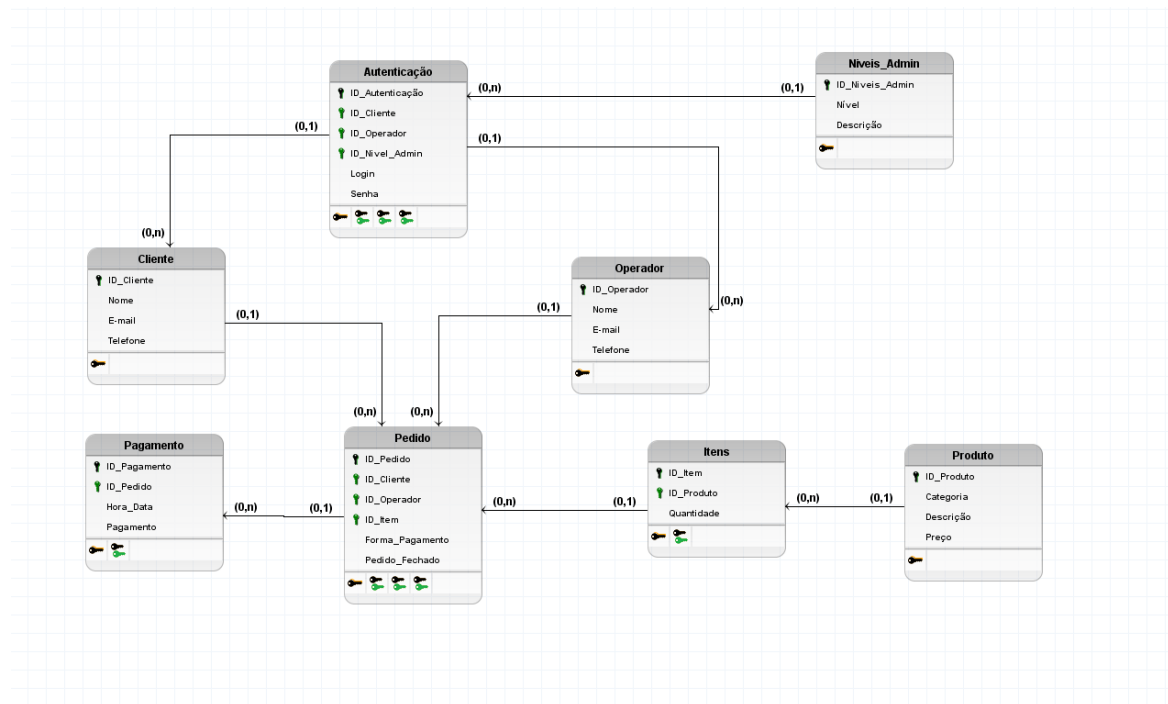 Níveis_Admin
ID_Niveis_Admin
Nível
Descrição
Autenticação
ID_Autenticação
ID_Cliente
ID_Operador
ID_Nivel_Admin
Login
Senha
(0,n)
(0,1)
(0,1)
(0,1)
(0,n)
(0,n)
Cliente
ID_Cliente
Nome
E-mail
Telefone
Operador
ID_Operador
Nome
E-mail
Telefone
(0,1)
(0,1)
(0,n)
(0,n)
Pagamento
ID_Pagamento
ID_Pedido
Hora_Data
Pagamento
(0,n)
(0,1)
Pedido
ID_Pedido
ID_Cliente
ID_Operador
ID_Item
Forma_Pagamento
Pedido_Fechado
(0,n)
(0,1)
Itens
ID_Item
ID_Produto
Quantidade
(0,n)
(0,1)
Produto
ID_Produto
Categoria
Descrição
Preço